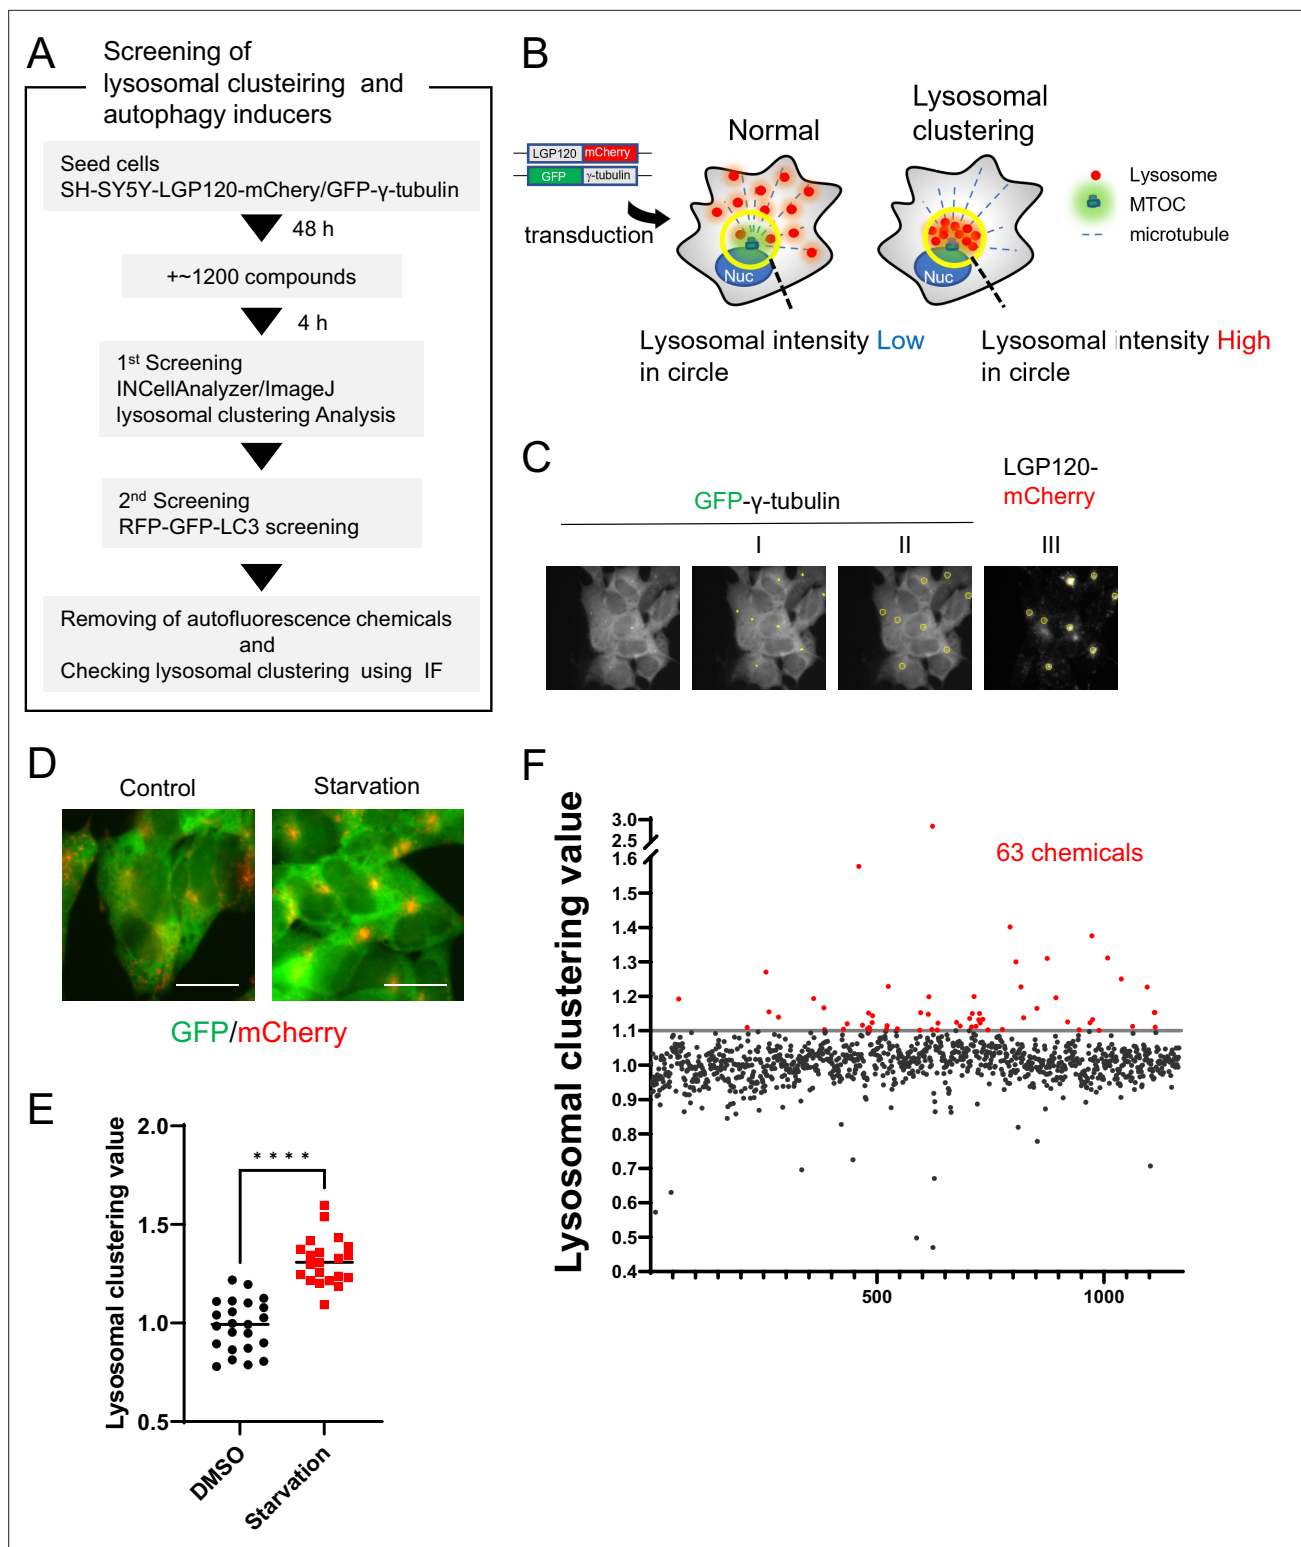 A
Screening of
lysosomal clusteiring and
autophagy inducers
Seed cells
SH-SY5Y-LGP120-mChery/GFP-γ-tubulin
48 h
+~1200 compounds
4 h
1st Screening
INCellAnalyzer/ImageJ
lysosomal clustering Analysis
2nd Screening
RFP-GFP-LC3 screening
Removing of autofluorescence chemicals
and
Checking lysosomal clustering using IF
B
LGP120 mCherry
GFP γ-tubulin
transduction
Normal
Lysosomal
clustering
Nuc
Nuc
Lysosome
MTOC
microtubule
Lysosomal intensity Low
in circle
Lysosomal intensity High
in circle
C
GFP-γ-tubulin
LGP120-
mCherry
I
II
III
D
Control
Starvation
GFP/mCherry
E
Lysosomal clustering value
2.0
1.5
1.0
0.5
****
DMSO
Starvation
F
Lysosomal clustering value
3.0
2.5
1.6
1.5
1.4
1.3
1.2
1.1
1.0
0.9
0.8
0.7
0.6
0.5
0.4
63 chemicals
500
1000